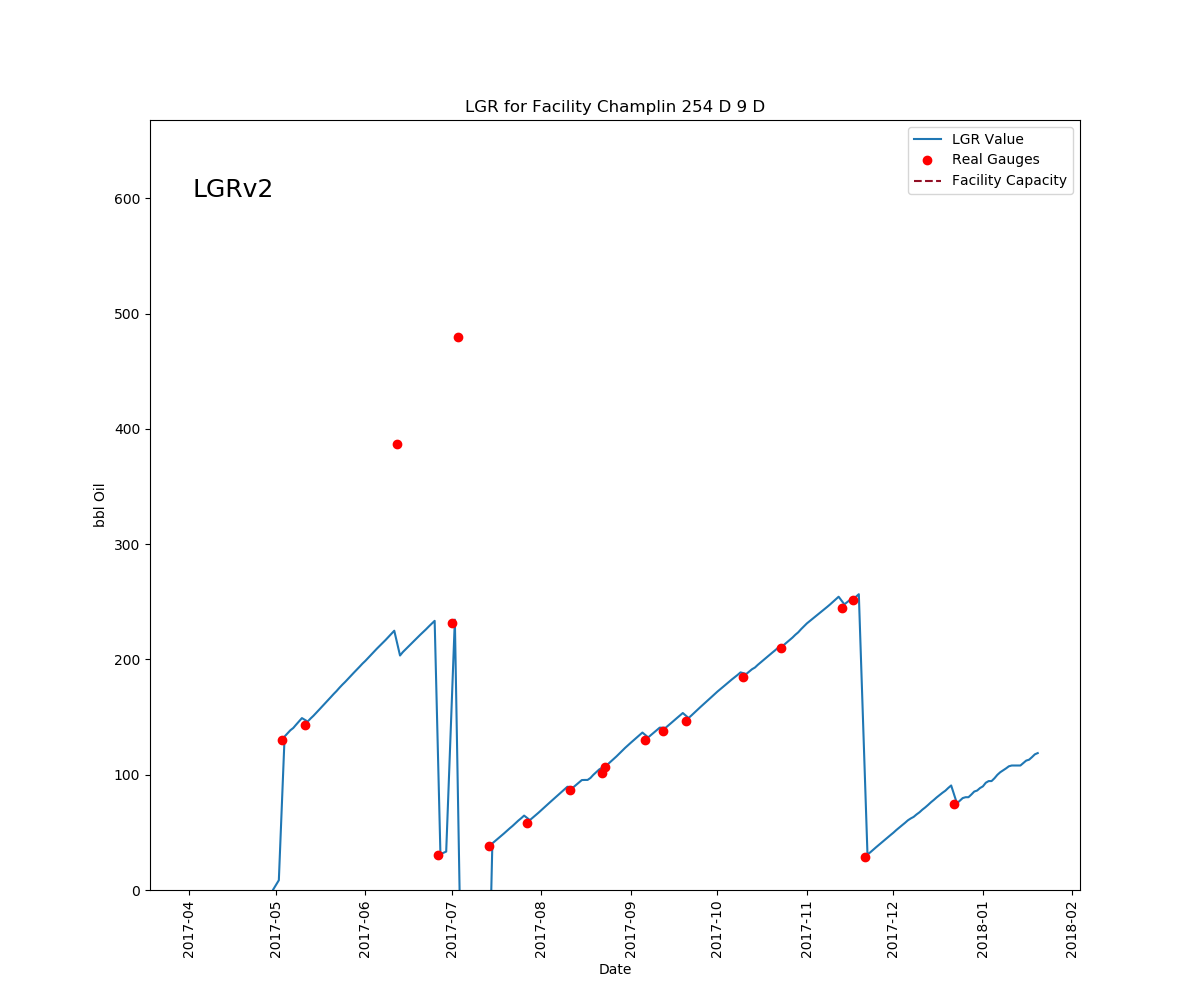 LGR for Facility Champlin 254 D 9 D
LGRv2
LGR Value
Real Gauges
Facility Capacity
bbl Oil
600
500
400
300
200
100
0
2017-04
2017-05
2017-06
2017-07
2017-08
2017-09
2017-10
2017-11
2017-12
2018-01
2018-02
Date